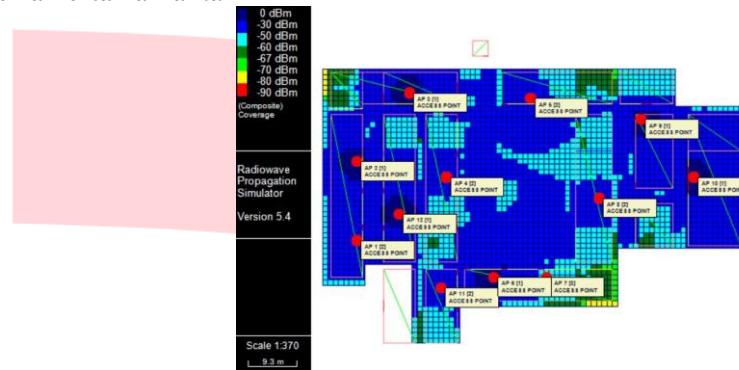 0 dBm
-30 dBm
-50 dBm
-60 dBm
-67 dBm
-70 dBm
-80 dBm
-90 dBm
(Composite)
Coverage
Radiowave
Propagation
Simulator
Version 5.4
Scale 1:370
9.3 m
AP 3 [1]
ACCESS POINT
AP 5 [2]
ACCESS POINT
AP 9 [1]
ACCESS POINT
AP 2 [1]
ACCESS POINT
AP 4 [2]
ACCESS POINT
AP 10 [1]
ACCESS POINT
AP 8 [2]
ACCESS POINT
AP 12 [1]
ACCESS POINT
AP 1 [2]
ACCESS POINT
AP 6 [1]
ACCESS POINT
AP 7 [3]
ACCESS POINT
AP 11 [2]
ACCESS POINT